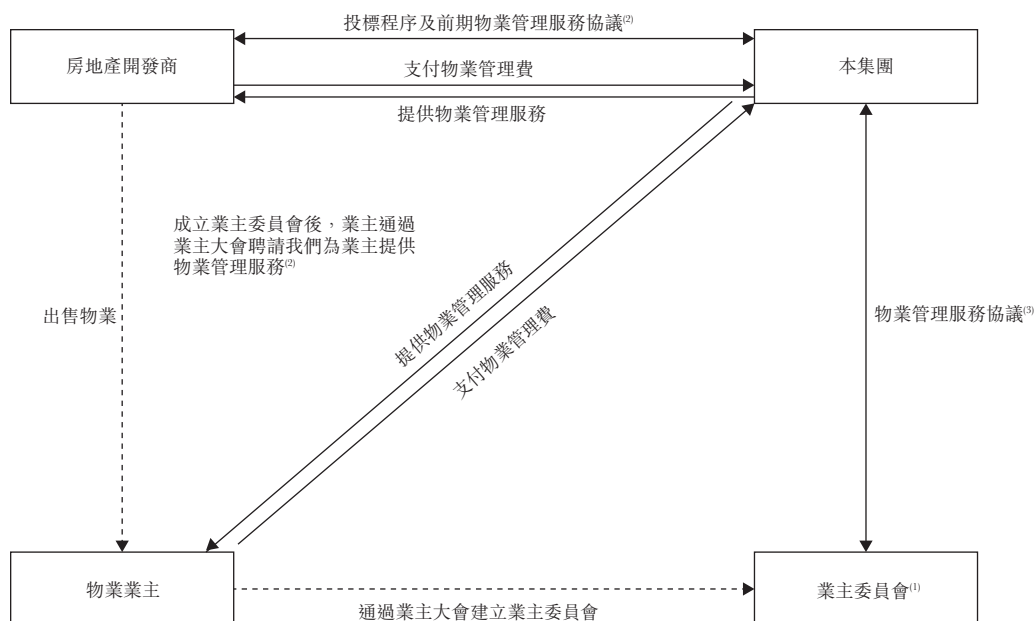 投標程序及前期物業管理服務協議(2)
房地產開發商
本集團
支付物業管理費
提供物業管理服務
成立業主委員會後，業主通過
業主大會聘請我們為業主提供
物業管理服務(2)
提供物業管理服務
支付物業管理費
出售物業
物業管理服務協議(3)
物業業主
業主委員會(1)
通過業主大會建立業主委員會